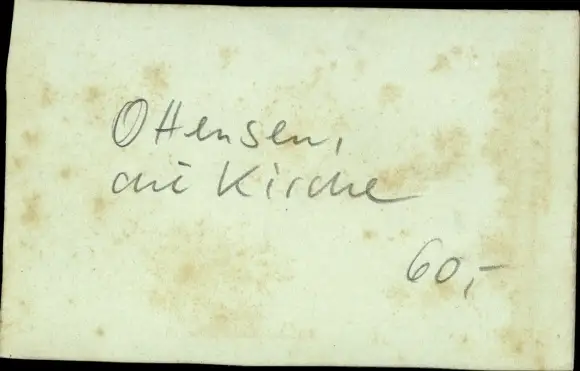 Ottensen,
die Kirche
60,-